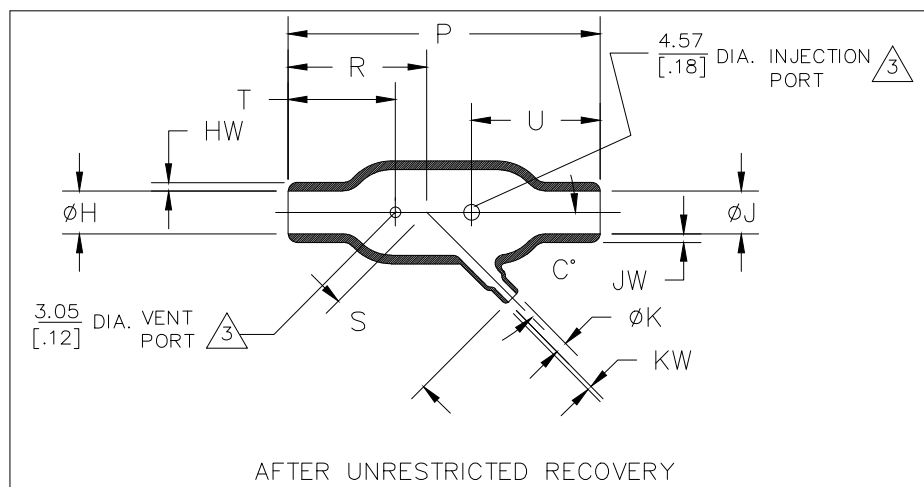 P
R
4.57
[.18] DIA. INJECTION
PORT 3
T
U
HW
ØH
ØJ
C°
JW
S
3.05
[.12] DIA. VENT
PORT 3
ØK
KW
AFTER UNRESTRICTED RECOVERY